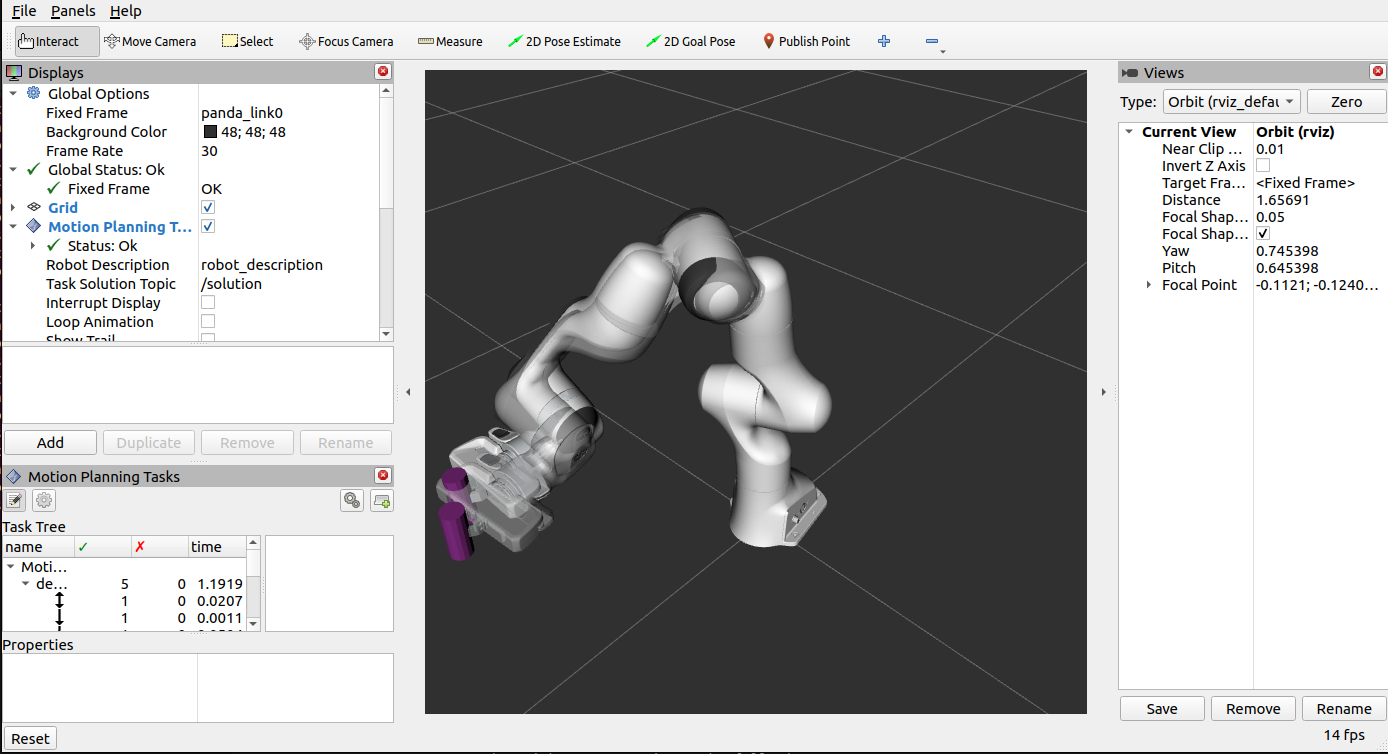 File Panels Help
Interact Move Camera Select Focus Camera Measure 2D Pose Estimate 2D Goal Pose Publish Point
Displays
Global Options
Fixed Frame panda_link0
Background Color 48; 48; 48
Frame Rate 30
Global Status: Ok
Fixed Frame OK
Grid
Motion Planning T...
Status: Ok
Robot Description robot_description
Task Solution Topic /solution
Interrupt Display
Loop Animation
Show Trail
Add Duplicate Remove Rename
Motion Planning Tasks
Task Tree
name ✓ ✗ time
Moti...
de... 5 0 1.1919
1 0 0.0207
1 0 0.0011
Properties
Reset
Views
Type: Orbit (rviz_defau Zero
Current View Orbit (rviz)
Near Clip ... 0.01
Invert Z Axis
Target Fra... <Fixed Frame>
Distance 1.65691
Focal Shap... 0.05
Focal Shap... ✓
Yaw 0.745398
Pitch 0.645398
Focal Point -0.1121; -0.1240...
Save Remove Rename
14 fps